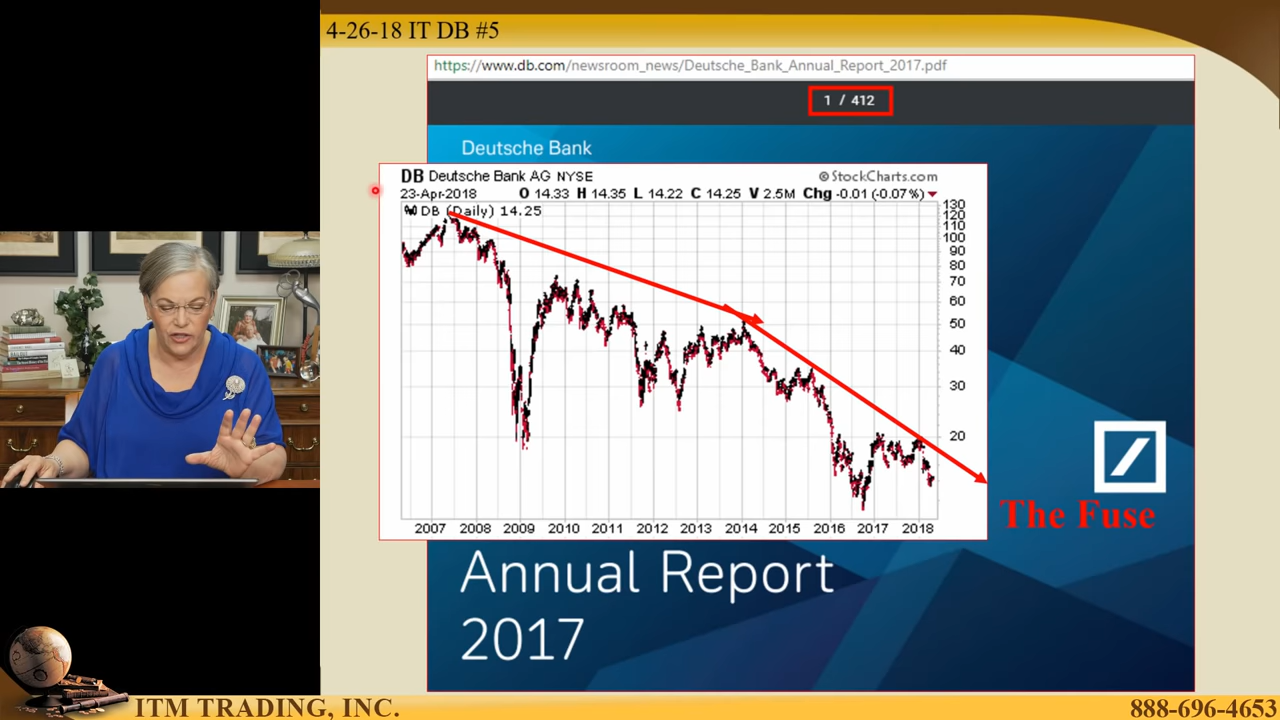 4-26-18 IT DB #5
https://www.db.com/newsroom_news/Deutsche_Bank_Annual_Report_2017.pdf
1 / 412
Deutsche Bank
DB Deutsche Bank AG NYSE © StockCharts.com
23-Apr-2018 O 14.33 H 14.35 L 14.22 C 14.25 V 2.5M Chg -0.01 (-0.07%)
DB (Daily) 14.25
130
120
110
100
90
80
70
60
50
40
30
20
2007 2008 2009 2010 2011 2012 2013 2014 2015 2016 2017 2018
The Fuse
Annual Report
2017
ITM TRADING, INC. 888-696-4653